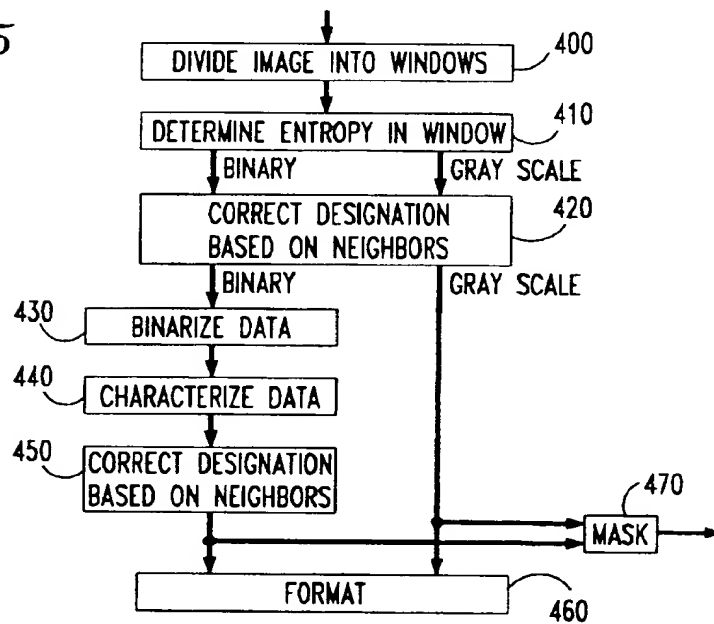 5
400
DIVIDE IMAGE INTO WINDOWS
410
DETERMINE ENTROPY IN WINDOW
BINARY GRAY SCALE
420
CORRECT DESIGNATION
BASED ON NEIGHBORS
BINARY GRAY SCALE
430
BINARIZE DATA
440
CHARACTERIZE DATA
450
CORRECT DESIGNATION
BASED ON NEIGHBORS
470
MASK
FORMAT
460